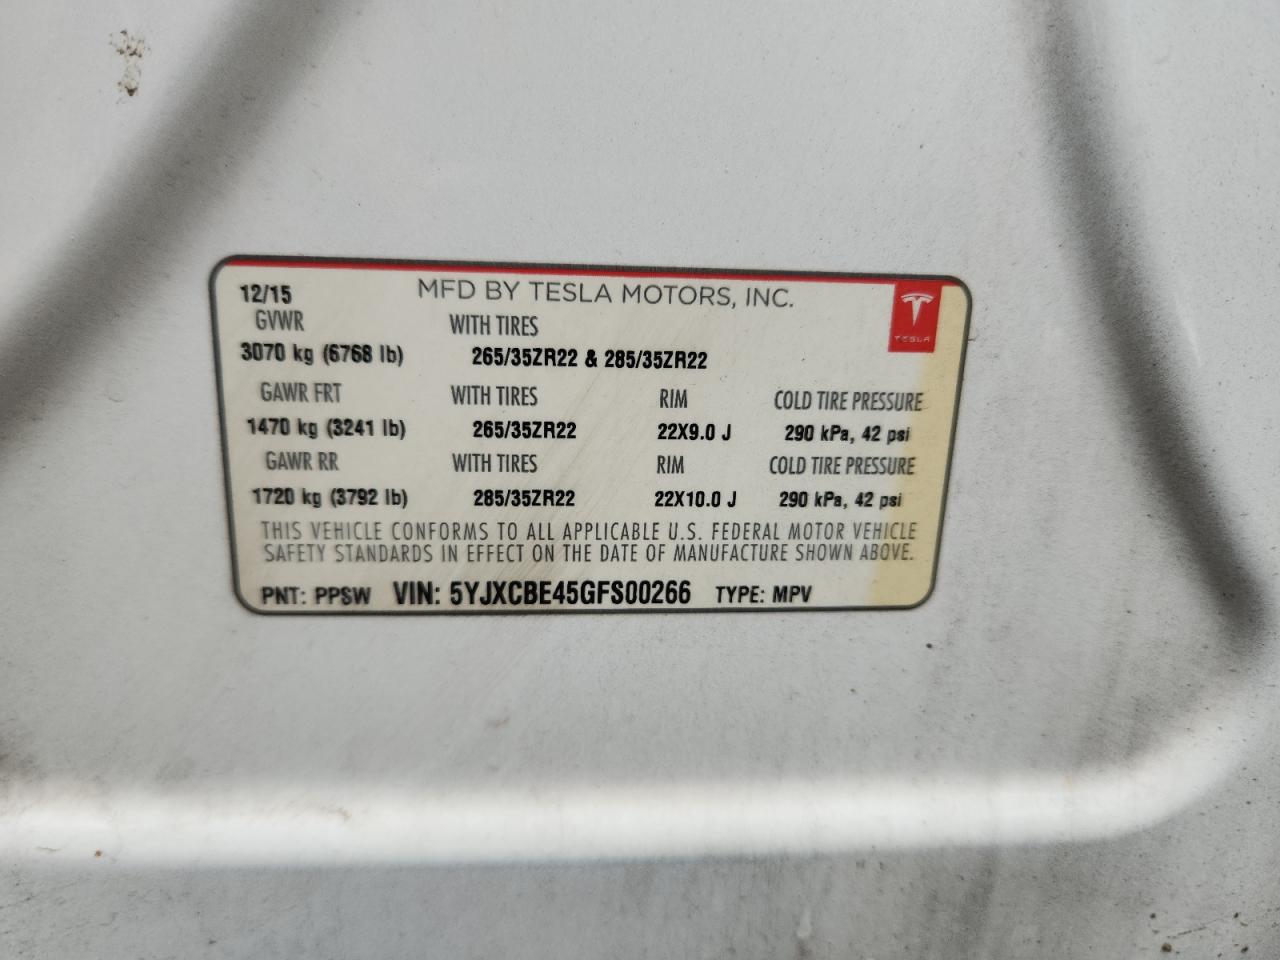 12/15 MFD BY TESLA MOTORS, INC.
TESLA
GVWR WITH TIRES
3070 kg (6768 lb) 265/35ZR22 & 285/35ZR22
GAWR FRT WITH TIRES RIM COLD TIRE PRESSURE
1470 kg (3241 lb) 265/35ZR22 22X9.0 J 290 kPa, 42 psi
GAWR RR WITH TIRES RIM COLD TIRE PRESSURE
1720 kg (3792 lb) 285/35ZR22 22X10.0 J 290 kPa, 42 psi
THIS VEHICLE CONFORMS TO ALL APPLICABLE U.S. FEDERAL MOTOR VEHICLE
SAFETY STANDARDS IN EFFECT ON THE DATE OF MANUFACTURE SHOWN ABOVE.
PNT: PPSW VIN: 5YJXCBE45GFS00266 TYPE: MPV